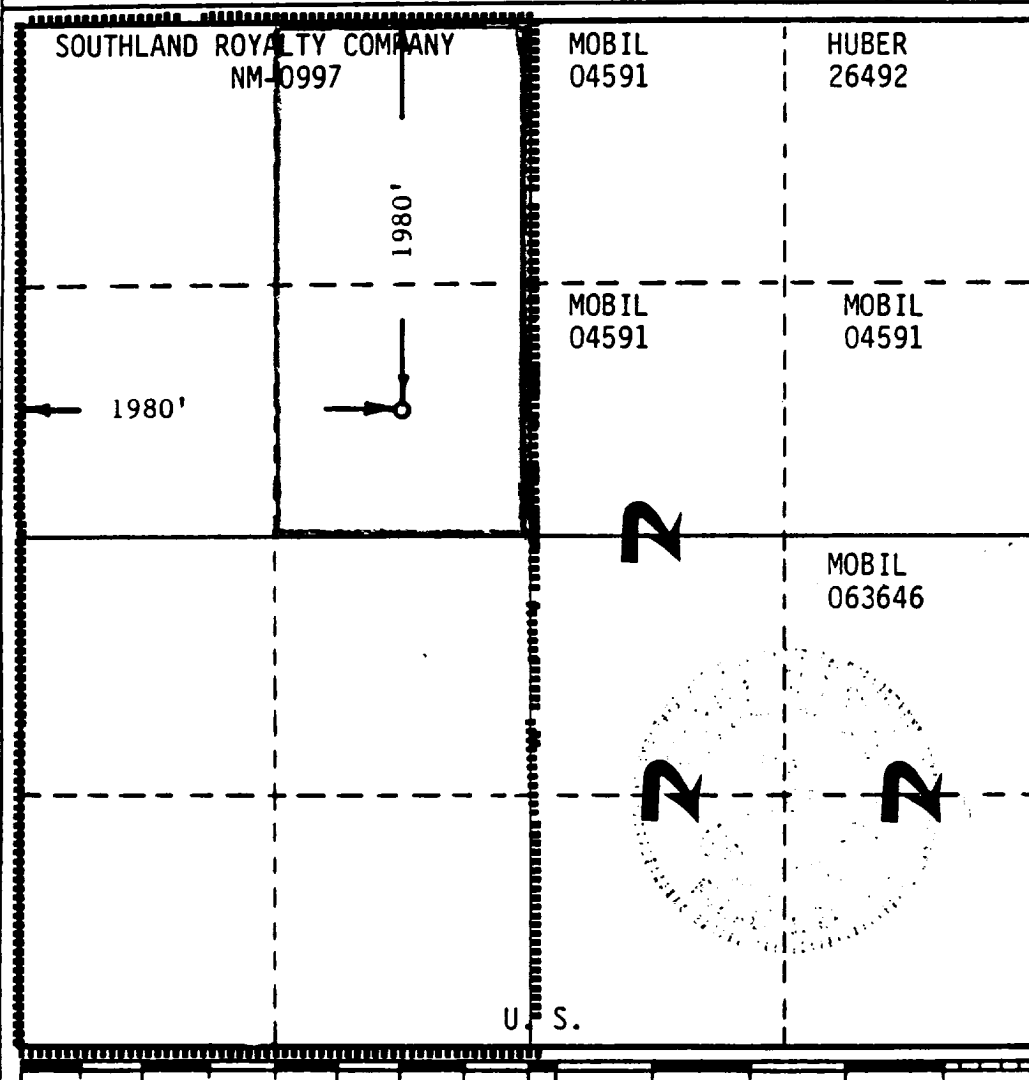 SOUTHLAND ROYALTY COMPANY
NM-0997
MOBIL
04591
HUBER
26492
1980'
MOBIL
04591
MOBIL
04591
1980'
MOBIL
063646
U. S.